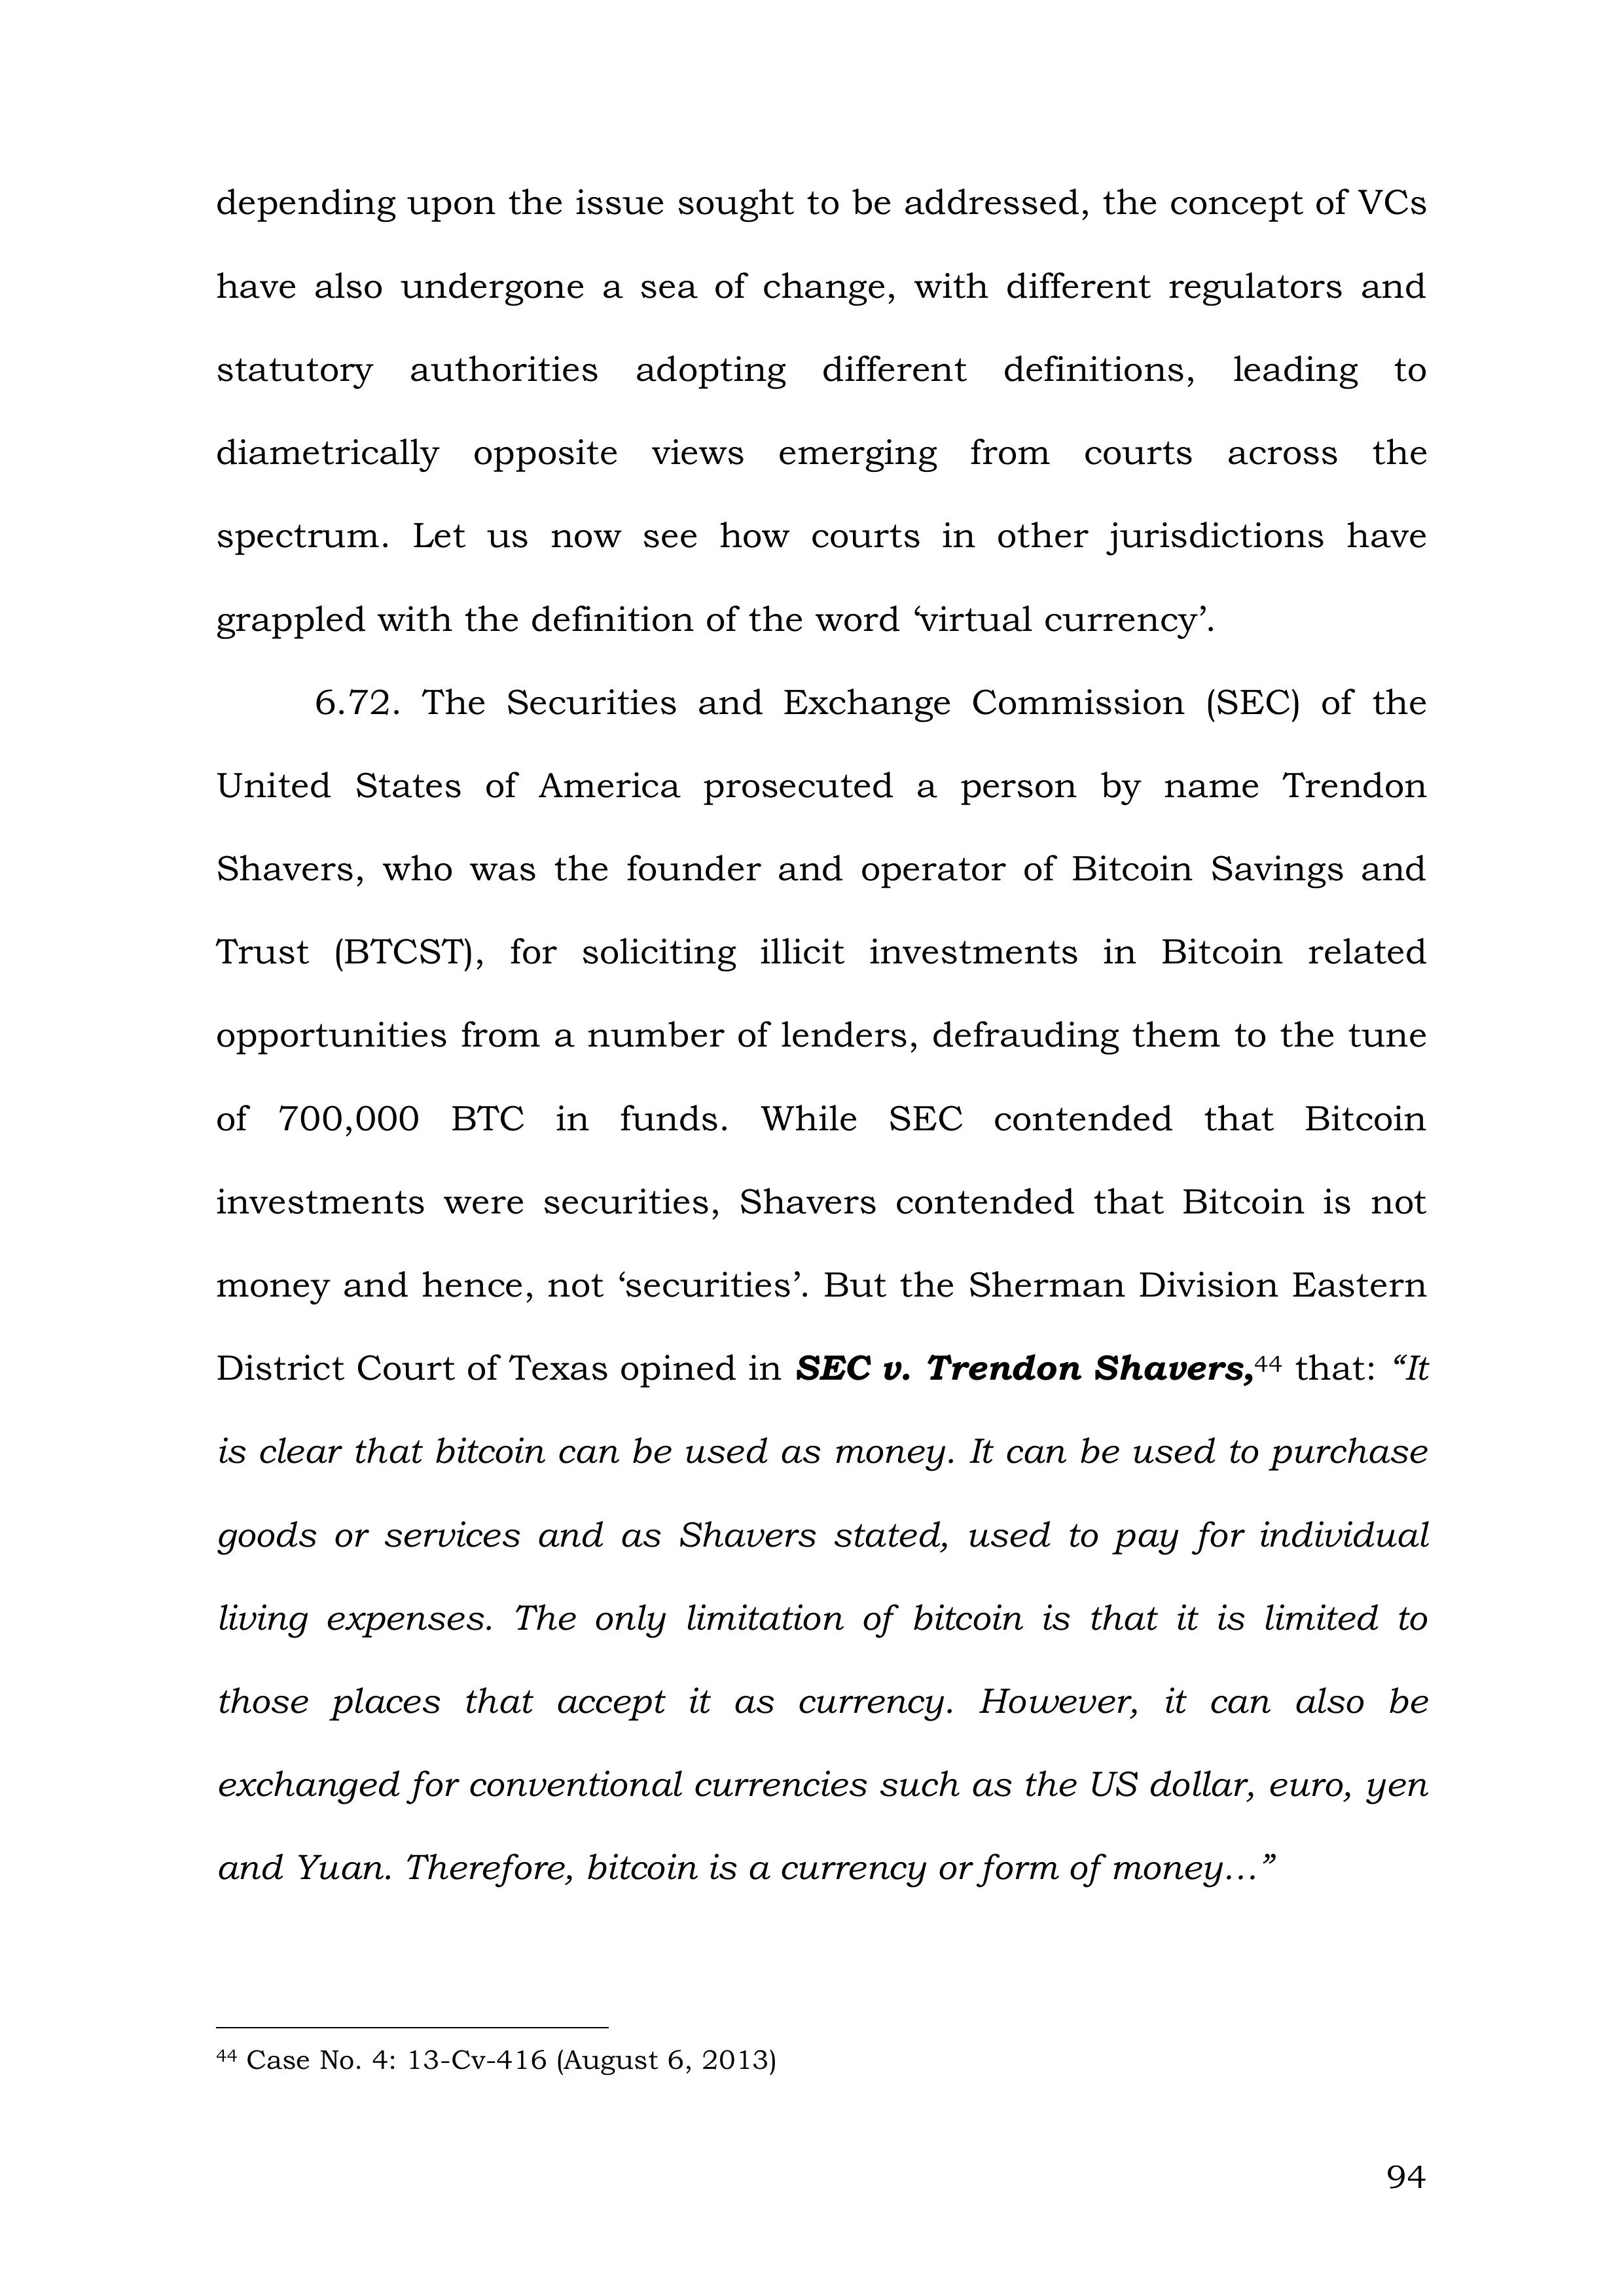 depending upon the issue sought to be addressed, the concept of VCs
have also undergone a sea of change, with different regulators and
statutory authorities adopting different definitions, leading to
diametrically opposite views emerging from courts across the
spectrum. Let us now see how courts in other jurisdictions have
grappled with the definition of the word ‘virtual currency’.
6.72. The Securities and Exchange Commission (SEC) of the
United States of America prosecuted a person by name Trendon
Shavers, who was the founder and operator of Bitcoin Savings and
Trust (BTCST), for soliciting illicit investments in Bitcoin related
opportunities from a number of lenders, defrauding them to the tune
of 700,000 BTC in funds. While SEC contended that Bitcoin
investments were securities, Shavers contended that Bitcoin is not
money and hence, not ‘securities’. But the Sherman Division Eastern
District Court of Texas opined in SEC v. Trendon Shavers,44 that: “It
is clear that bitcoin can be used as money. It can be used to purchase
goods or services and as Shavers stated, used to pay for individual
living expenses. The only limitation of bitcoin is that it is limited to
those places that accept it as currency. However, it can also be
exchanged for conventional currencies such as the US dollar, euro, yen
and Yuan. Therefore, bitcoin is a currency or form of money…”
44 Case No. 4: 13-Cv-416 (August 6, 2013)
94